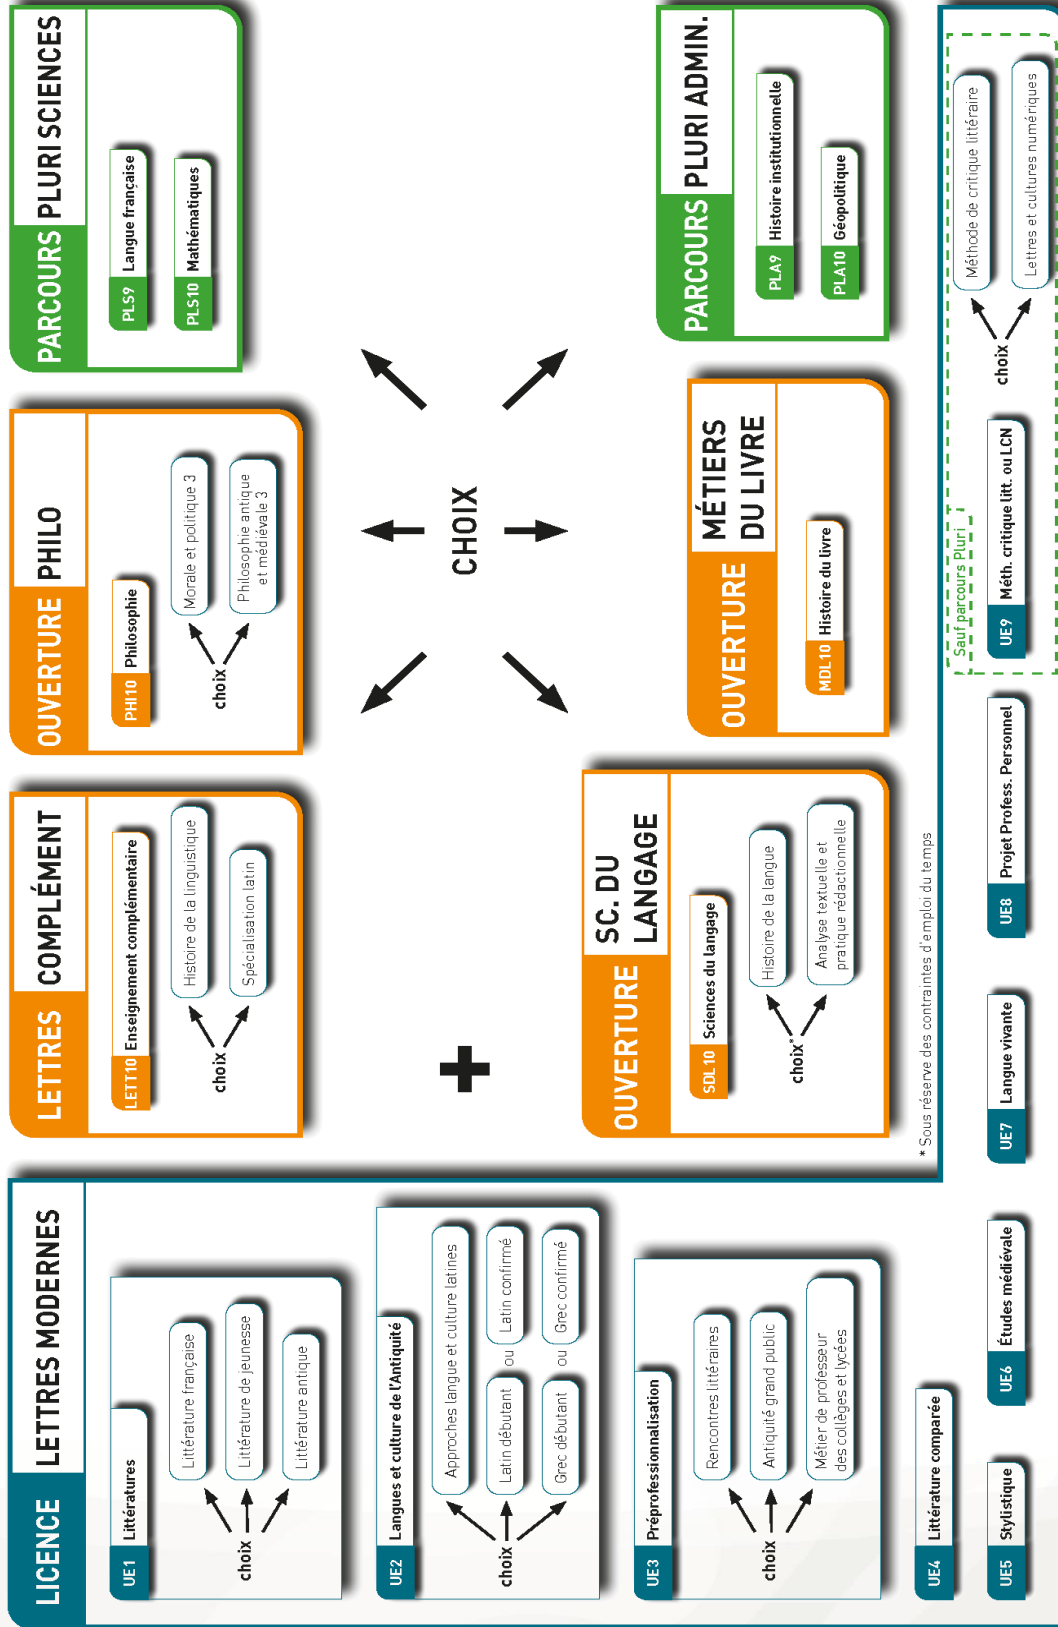 LICENCE LETTRES MODERNES
UE1 Littératures
choix
Littérature française
Littérature de jeunesse
Littérature antique
UE2 Langues et culture de l'Antiquité
choix
Approches langue et culture latines
Latin débutant ou Latin confirmé
Grec débutant ou Grec confirmé
UE3 Préprofessionnalisation
choix
Rencontres littéraires
Antiquité grand public
Métier de professeur
des collèges et lycées
UE4 Littérature comparée
UE5 Stylistique
UE6 Études médiévale
UE7 Langue vivante
UE8 Projet Profess. Personnel
Sauf parcours Pluri
UE9 Méth. critique litt. ou LCN
choix
Méthode de critique littéraire
Lettres et cultures numériques
+
LETTRES COMPLÉMENT
LETT10 Enseignement complémentaire
choix
Histoire de la linguistique
Spécialisation latin
OUVERTURE PHILO
PHI10 Philosophie
choix
Morale et politique 3
Philosophie antique
et médiévale 3
PARCOURS PLURI SCIENCES
PLS9 Langue française
PLS10 Mathématiques
CHOIX
OUVERTURE SC. DU
LANGAGE
SDL10 Sciences du langage
choix*
Histoire de la langue
Analyse textuelle et
pratique rédactionnelle
OUVERTURE MÉTIERS
DU LIVRE
MDL10 Histoire du livre
PARCOURS PLURI ADMIN.
PLA9 Histoire institutionnelle
PLA10 Géopolitique
* Sous réserve des contraintes d'emploi du temps